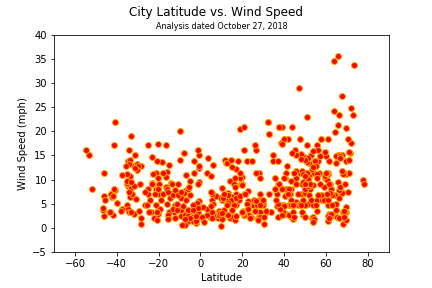 City Latitude vs. Wind Speed
Analysis dated October 27, 2018
Wind Speed (mph)
40
35
30
25
20
15
10
5
0
−5
−60 −40 −20 0 20 40 60 80
Latitude